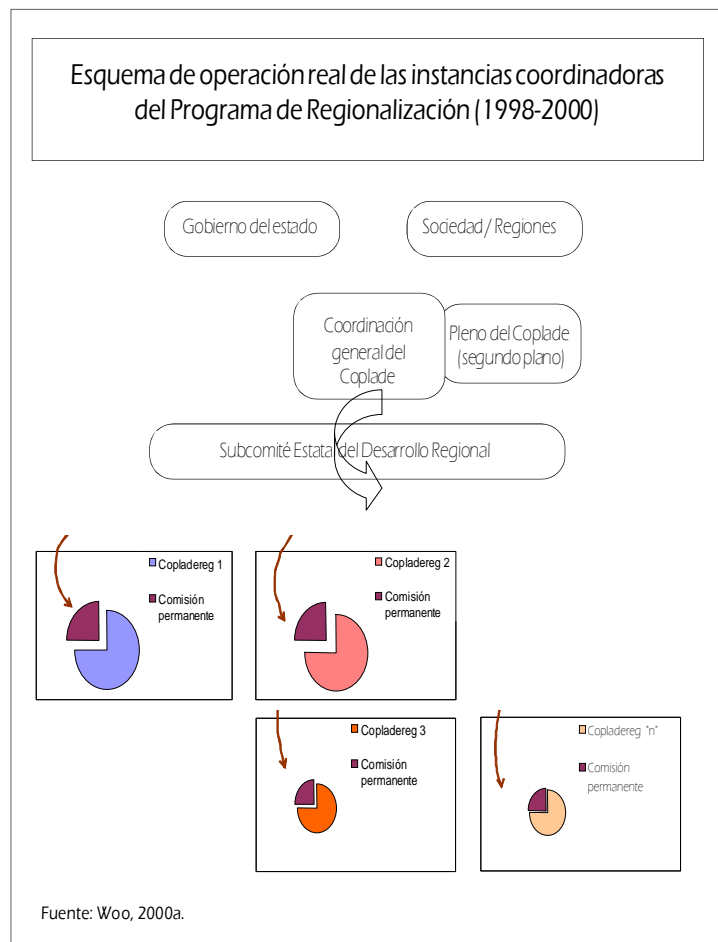 Esquema de operación real de las instancias coordinadoras
del Programa de Regionalización (1998-2000)
Gobierno del estado
Sociedad / Regiones
Coordinación
general del
Coplade
Pleno del Coplade
(segundo plano)
Subcomité Estatal del Desarrollo Regional
Copladereg 1
Comisión
permanente
Copladereg 2
Comisión
permanente
Copladereg 3
Comisión
permanente
Copladereg "n"
Comisión
permanente
Fuente: Woo, 2000a.